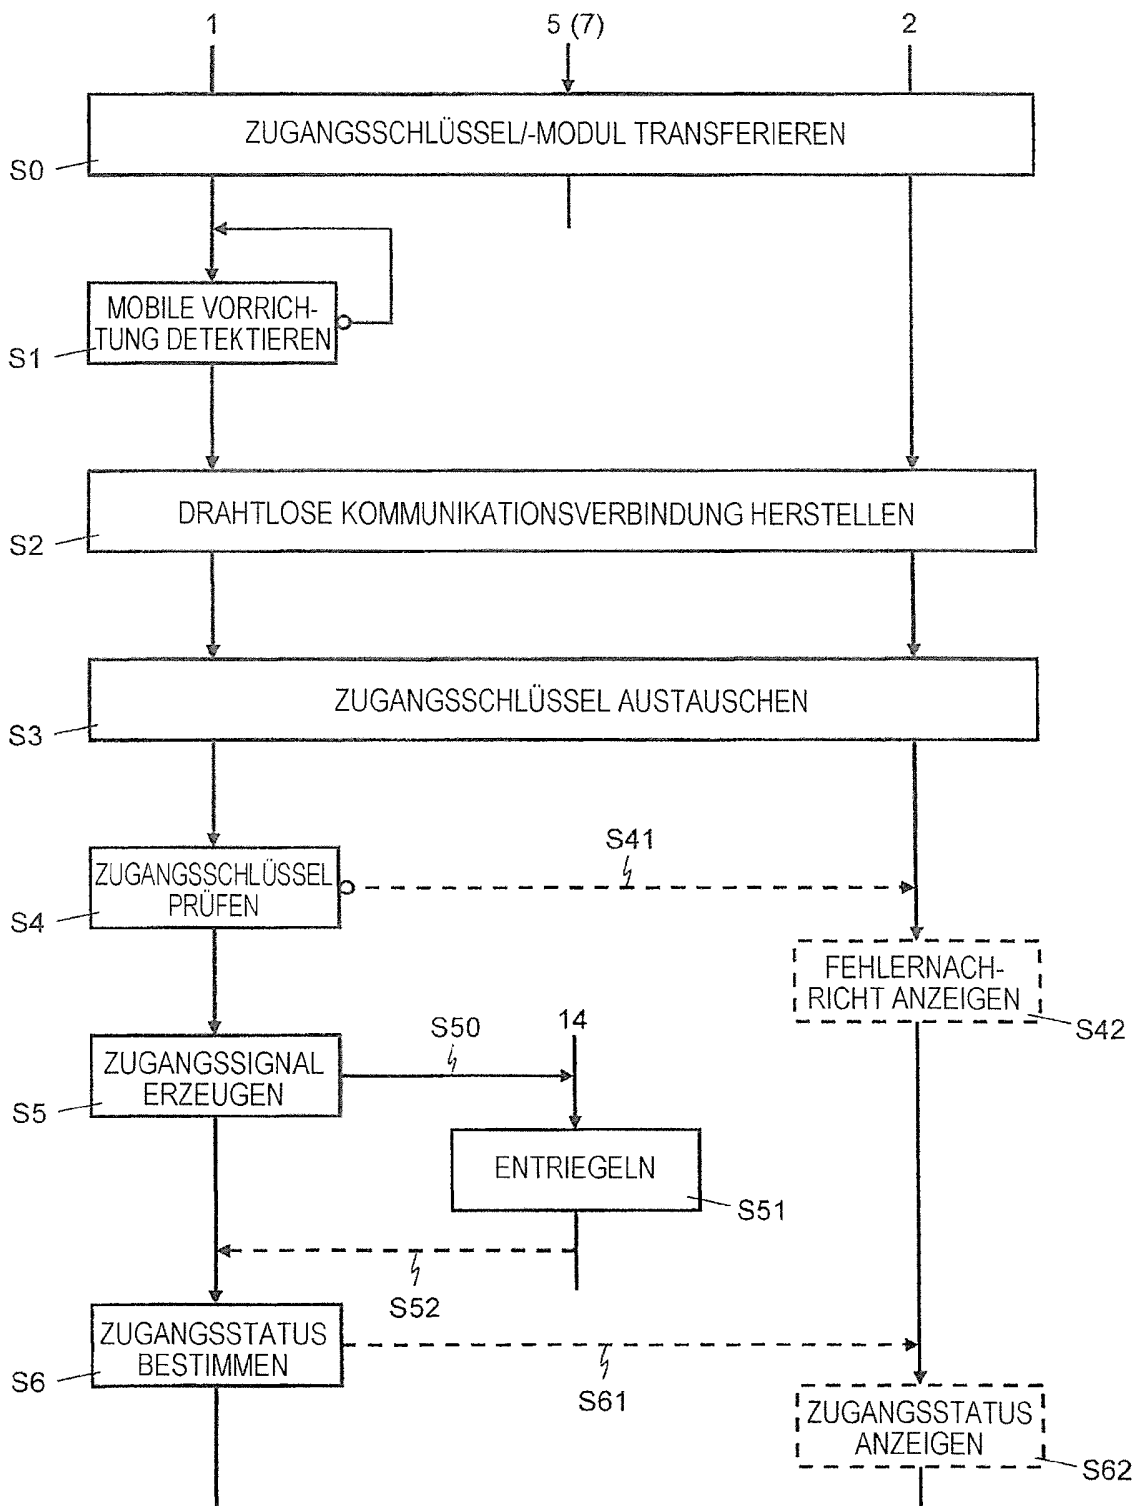 1
5 (7)
2
ZUGANGSSCHLÜSSEL/-MODUL TRANSFERIEREN
S0
MOBILE VORRICH-
TUNG DETEKTIEREN
S1
DRAHTLOSE KOMMUNIKATIONSVERBINDUNG HERSTELLEN
S2
ZUGANGSSCHLÜSSEL AUSTAUSCHEN
S3
S41
ZUGANGSSCHLÜSSEL
PRÜFEN
S4
FEHLERNACH-
RICHT ANZEIGEN
S42
S50
14
ZUGANGSSIGNAL
ERZEUGEN
S5
ENTRIEGELN
S51
S52
ZUGANGSSTATUS
BESTIMMEN
S6
S61
ZUGANGSSTATUS
ANZEIGEN
S62